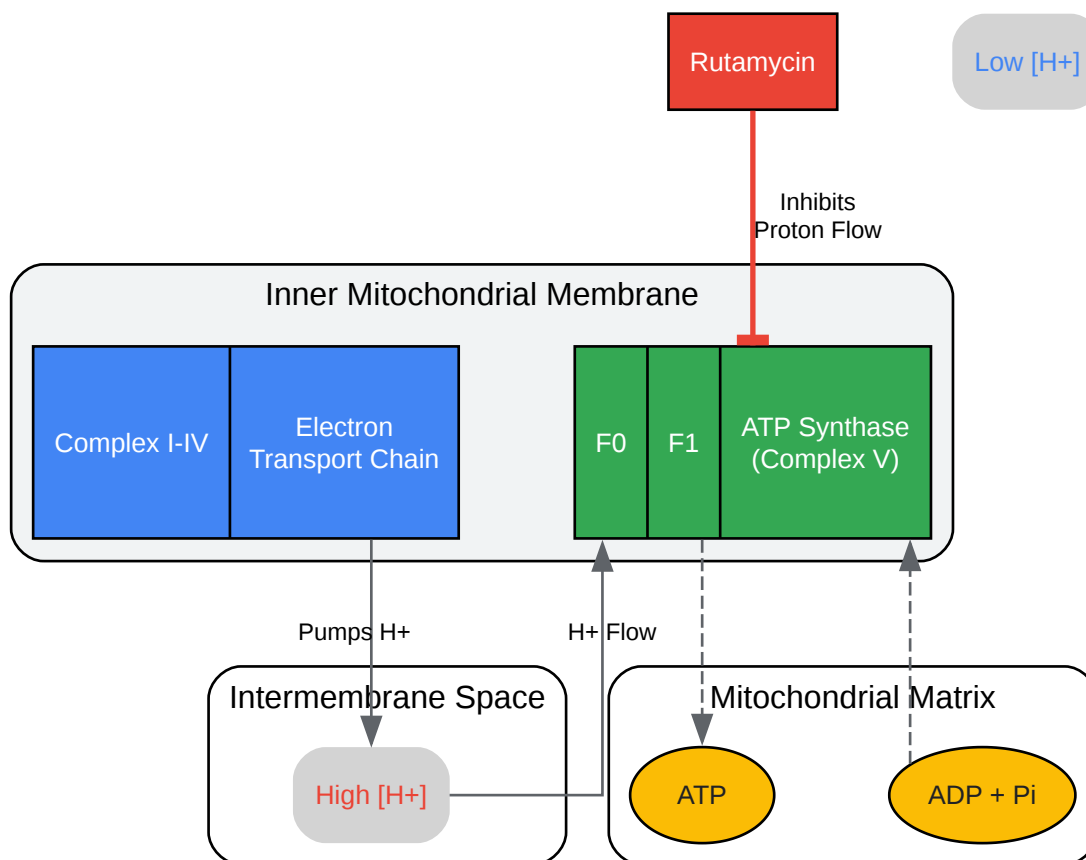 Rutamycin
Low [H+]
Inhibits
Proton Flow
Inner Mitochondrial Membrane
Complex I-IV
Electron
Transport Chain
F0
F1
ATP Synthase
(Complex V)
Pumps H+
H+ Flow
Intermembrane Space
Mitochondrial Matrix
High [H+]
ATP
ADP + Pi